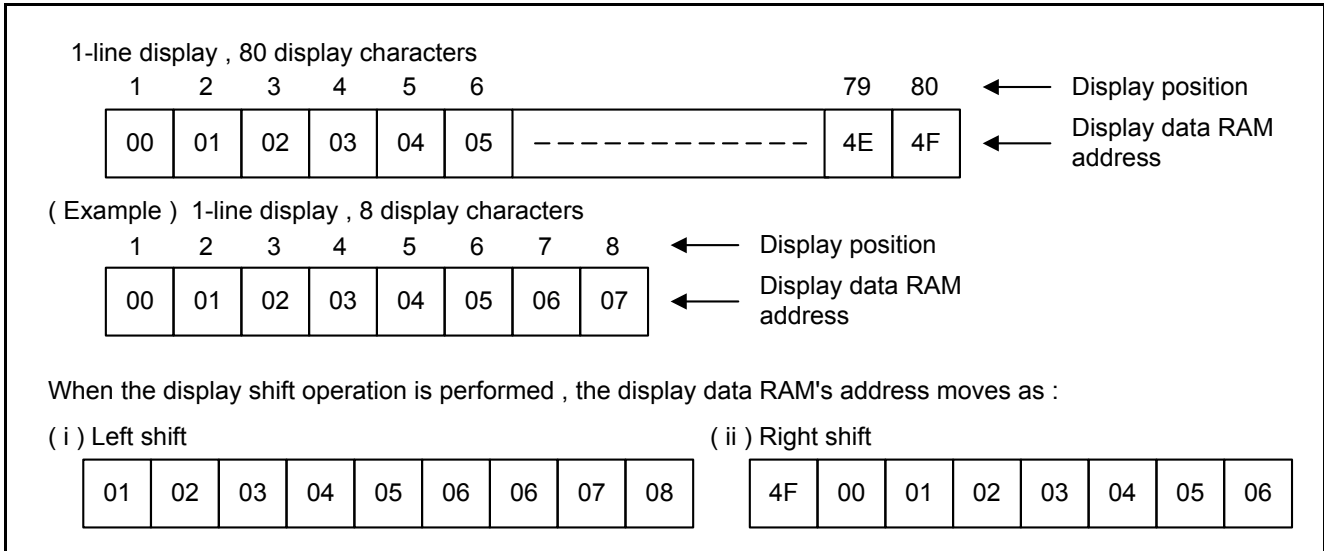 1-line display , 80 display characters
1 2 3 4 5 6 79 80 Display position
00 01 02 03 04 05 4E 4F Display data RAM address
( Example ) 1-line display , 8 display characters
1 2 3 4 5 6 7 8 Display position
00 01 02 03 04 05 06 07 Display data RAM address
When the display shift operation is performed , the display data RAM's address moves as :
( i ) Left shift ( ii ) Right shift
01 02 03 04 05 06 06 07 08 4F 00 01 02 03 04 05 06